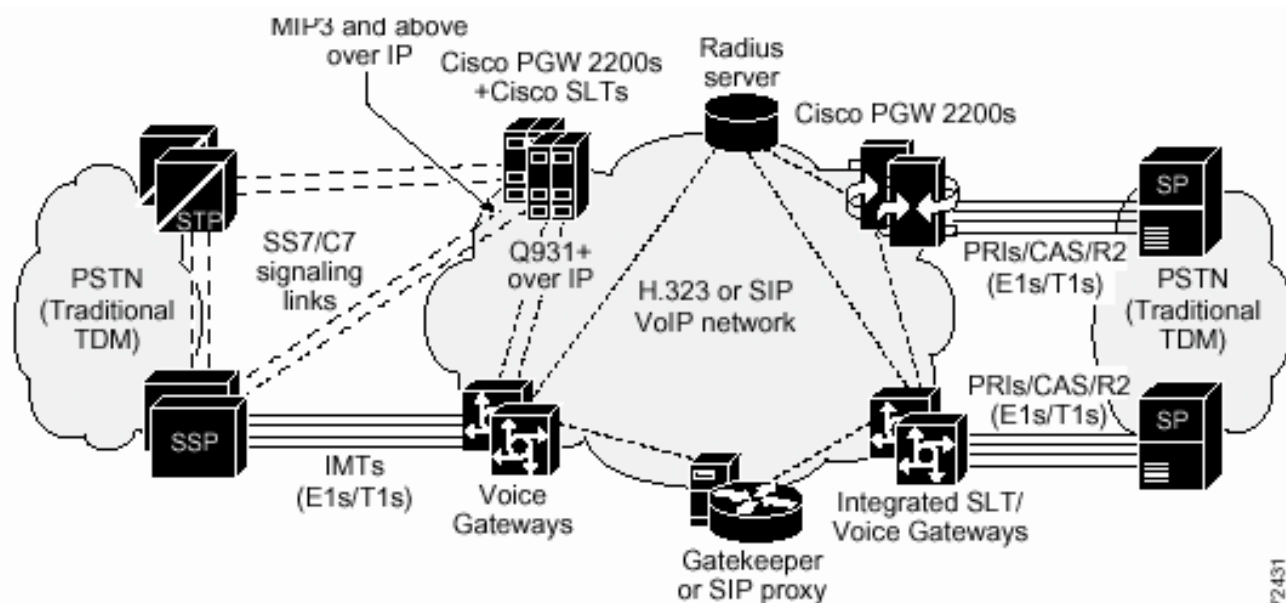 MIP3 and above
over IP
Cisco PGW 2200s
+Cisco SLTs
Radius
server
Cisco PGW 2200s
STP
SP
SS7/C7
signaling
links
Q931+
over IP
PRIs/CAS/R2
(E1s/T1s)
PSTN
(Traditional
TDM)
H.323 or SIP
VoIP network
PSTN
(Traditional
TDM)
SSP
PRIs/CAS/R2
(E1s/T1s)
SP
IMTs
(E1s/T1s)
Voice
Gateways
Integrated SLT/
Voice Gateways
Gatekeeper
or SIP proxy
72431